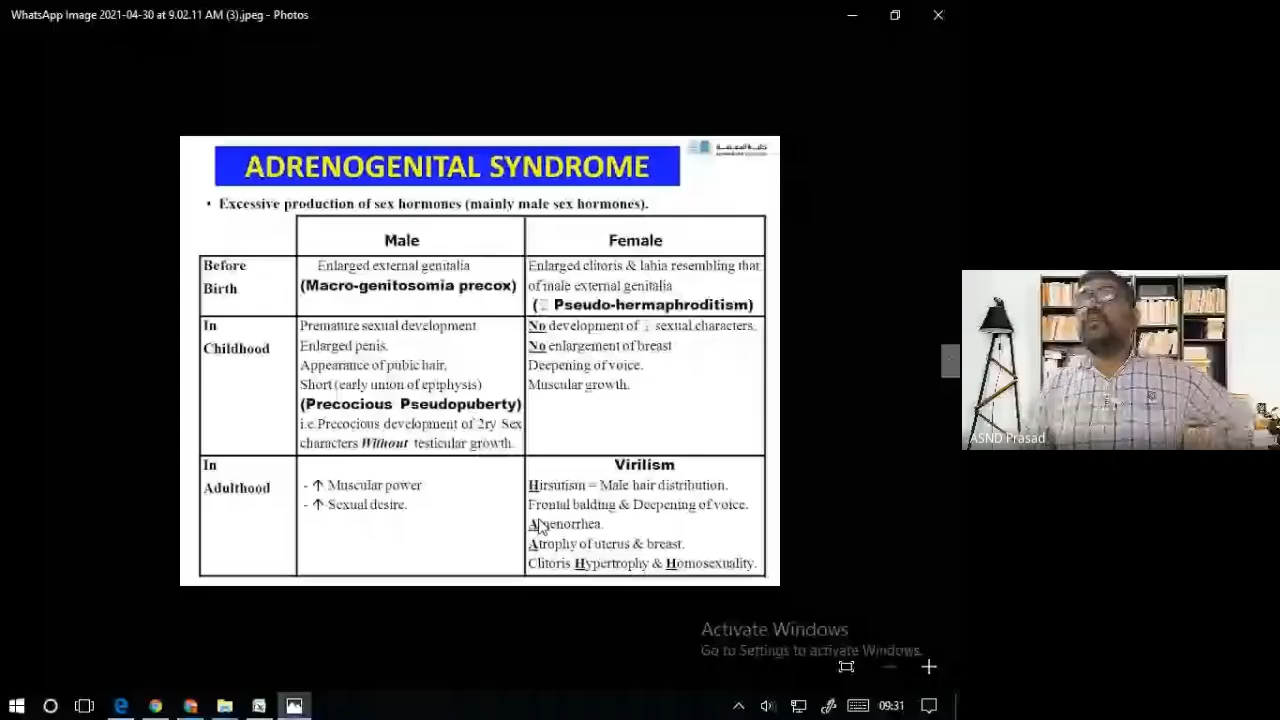 WhatsApp Image 2021-04-30 at 9.02.11 AM (3).jpeg - Photos
ADRENOGENITAL SYNDROME
• Excessive production of sex hormones (mainly male sex hormones).
Male
Female
Before
Birth
Enlarged external genitalia
(Macro-genitosomia precox)
Enlarged clitoris & labia resembling that
of male external genitalia
( Pseudo-hermaphroditism)
In
Childhood
Premature sexual development
Enlarged penis.
Appearance of pubic hair.
Short (early union of epiphysis)
(Precocious Pseudopuberty)
i.e.Precocious development of 2ry Sex
characters Without testicular growth.
No development of sexual characters.
No enlargement of breast
Deepening of voice.
Muscular growth.
In
Adulthood
- ↑ Muscular power
- ↑ Sexual desire.
Virilism
Hirsutism = Male hair distribution.
Frontal balding & Deepening of voice.
Amenorrhea.
Atrophy of uterus & breast.
Clitoris Hypertrophy & Homosexuality.
ASND Prasad
Activate Windows
Go to Settings to activate Windows.
09:31